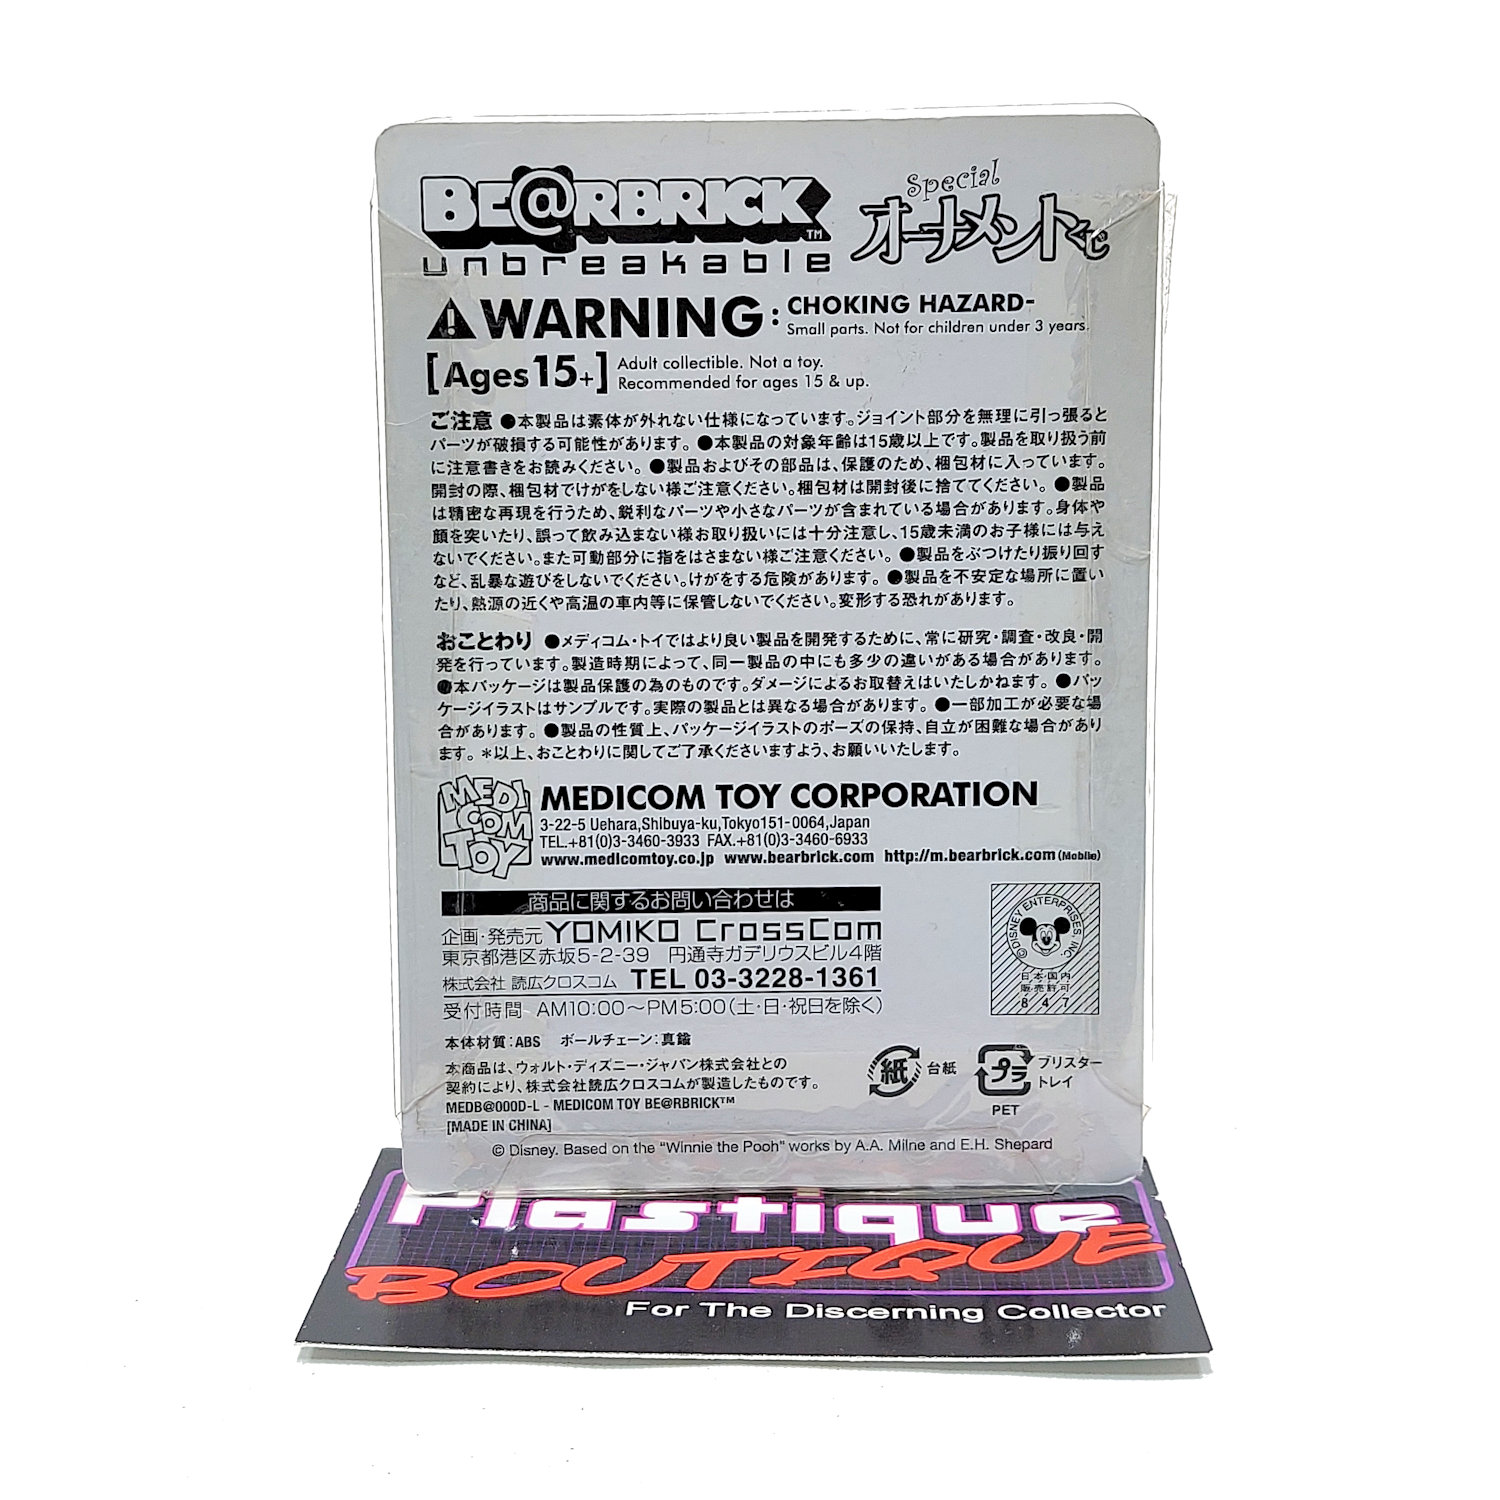 BE@RBRICK™
unbreakable
Special
オーナメントくじ
⚠WARNING: CHOKING HAZARD-
Small parts. Not for children under 3 years.
[Ages 15+] Adult collectible. Not a toy.
Recommended for ages 15 & up.
ご注意 ●本製品は素体が外れない仕様になっています。ジョイント部分を無理に引っ張ると
パーツが破損する可能性があります。 ●本製品の対象年齢は15歳以上です。製品を取り扱う前
に注意書きをお読みください。 ●製品およびその部品は、保護のため、梱包材に入っています。
開封の際、梱包材でけがをしない様ご注意ください。梱包材は開封後に捨ててください。 ●製品
は精密な再現を行うため、鋭利なパーツや小さなパーツが含まれている場合があります。身体や
顔を突いたり、誤って飲み込まない様お取り扱いには十分注意し、15歳未満のお子様には与え
ないでください。また可動部分に指をはさまない様ご注意ください。 ●製品をぶつけたり振り回す
など、乱暴な遊びをしないでください。けがをする危険があります。 ●製品を不安定な場所に置い
たり、熱源の近くや高温の車内等に保管しないでください。変形する恐れがあります。
おことわり ●メディコム・トイではより良い製品を開発するために、常に研究・調査・改良・開
発を行っています。製造時期によって、同一製品の中にも多少の違いがある場合があります。
●本パッケージは製品保護の為のものです。ダメージによるお取替えはいたしかねます。 ●パッ
ケージイラストはサンプルです。実際の製品とは異なる場合があります。 ●一部加工が必要な場
合があります。 ●製品の性質上、パッケージイラストのポーズの保持、自立が困難な場合があり
ます。 ＊以上、おことわりに関してご了承くださいますよう、お願いいたします。
MEDI
COM
TOY
MEDICOM TOY CORPORATION
3-22-5 Uehara,Shibuya-ku,Tokyo151-0064,Japan
TEL.+81(0)3-3460-3933 FAX.+81(0)3-3460-6933
www.medicomtoy.co.jp www.bearbrick.com http://m.bearbrick.com(Mobile)
商品に関するお問い合わせは
企画・発売元 YOMIKO CrossCom
東京都港区赤坂5-2-39 円通寺ガデリウスビル4階
株式会社 読広クロスコム TEL 03-3228-1361
受付時間 AM10:00〜PM5:00(土・日・祝日を除く)
©DISNEY ENTERPRISES, INC.
日本国内
販売許可
847
本体材質:ABS ボールチェーン:真鍮
本商品は、ウォルト・ディズニー・ジャパン株式会社との
契約により、株式会社読広クロスコムが製造したものです。
MEDB@000D-L - MEDICOM TOY BE@RBRICK™
[MADE IN CHINA]
紙 台紙
プラ ブリスター
トレイ
PET
© Disney. Based on the "Winnie the Pooh" works by A.A. Milne and E.H. Shepard
Plastique
BOUTIQUE
For The Discerning Collector